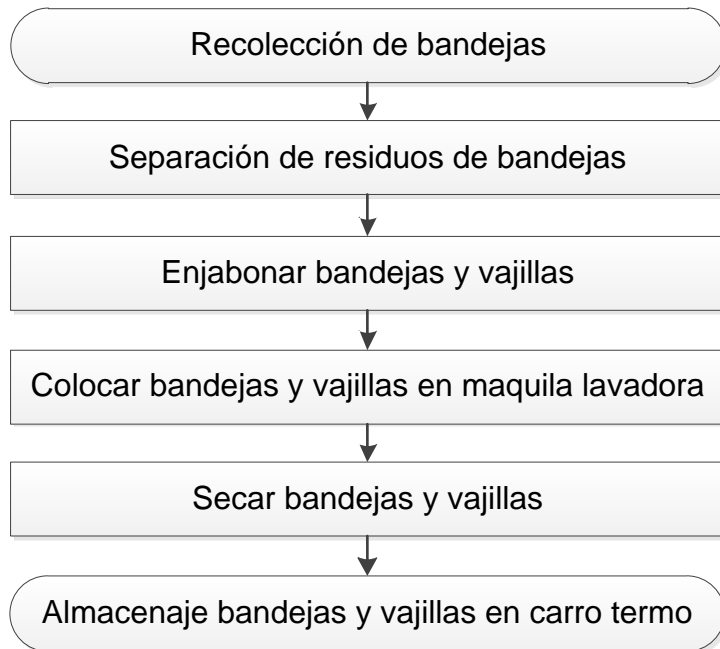 Recolección de bandejas
Separación de residuos de bandejas
Enjabonar bandejas y vajillas
Colocar bandejas y vajillas en maquila lavadora
Secar bandejas y vajillas
Almacenaje bandejas y vajillas en carro termo